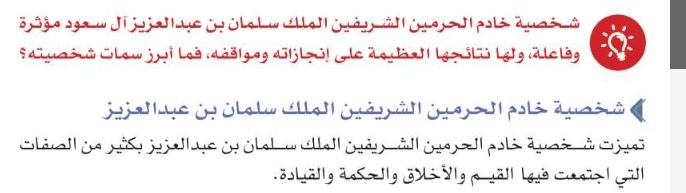 شخصية خادم الحرمين الشريفين الملك سلمان بن عبدالعزيز آل سعود مؤثرة
وفاعلة، ولها نتائجها العظيمة على إنجازاته ومواقفه، فما أبرز سمات شخصيته؟
شخصية خادم الحرمين الشريفين الملك سلمان بن عبدالعزيز
تميزت شخصية خادم الحرمين الشريفين الملك سلمان بن عبدالعزيز بكثير من الصفات
التي اجتمعت فيها القيم والأخلاق والحكمة والقيادة.